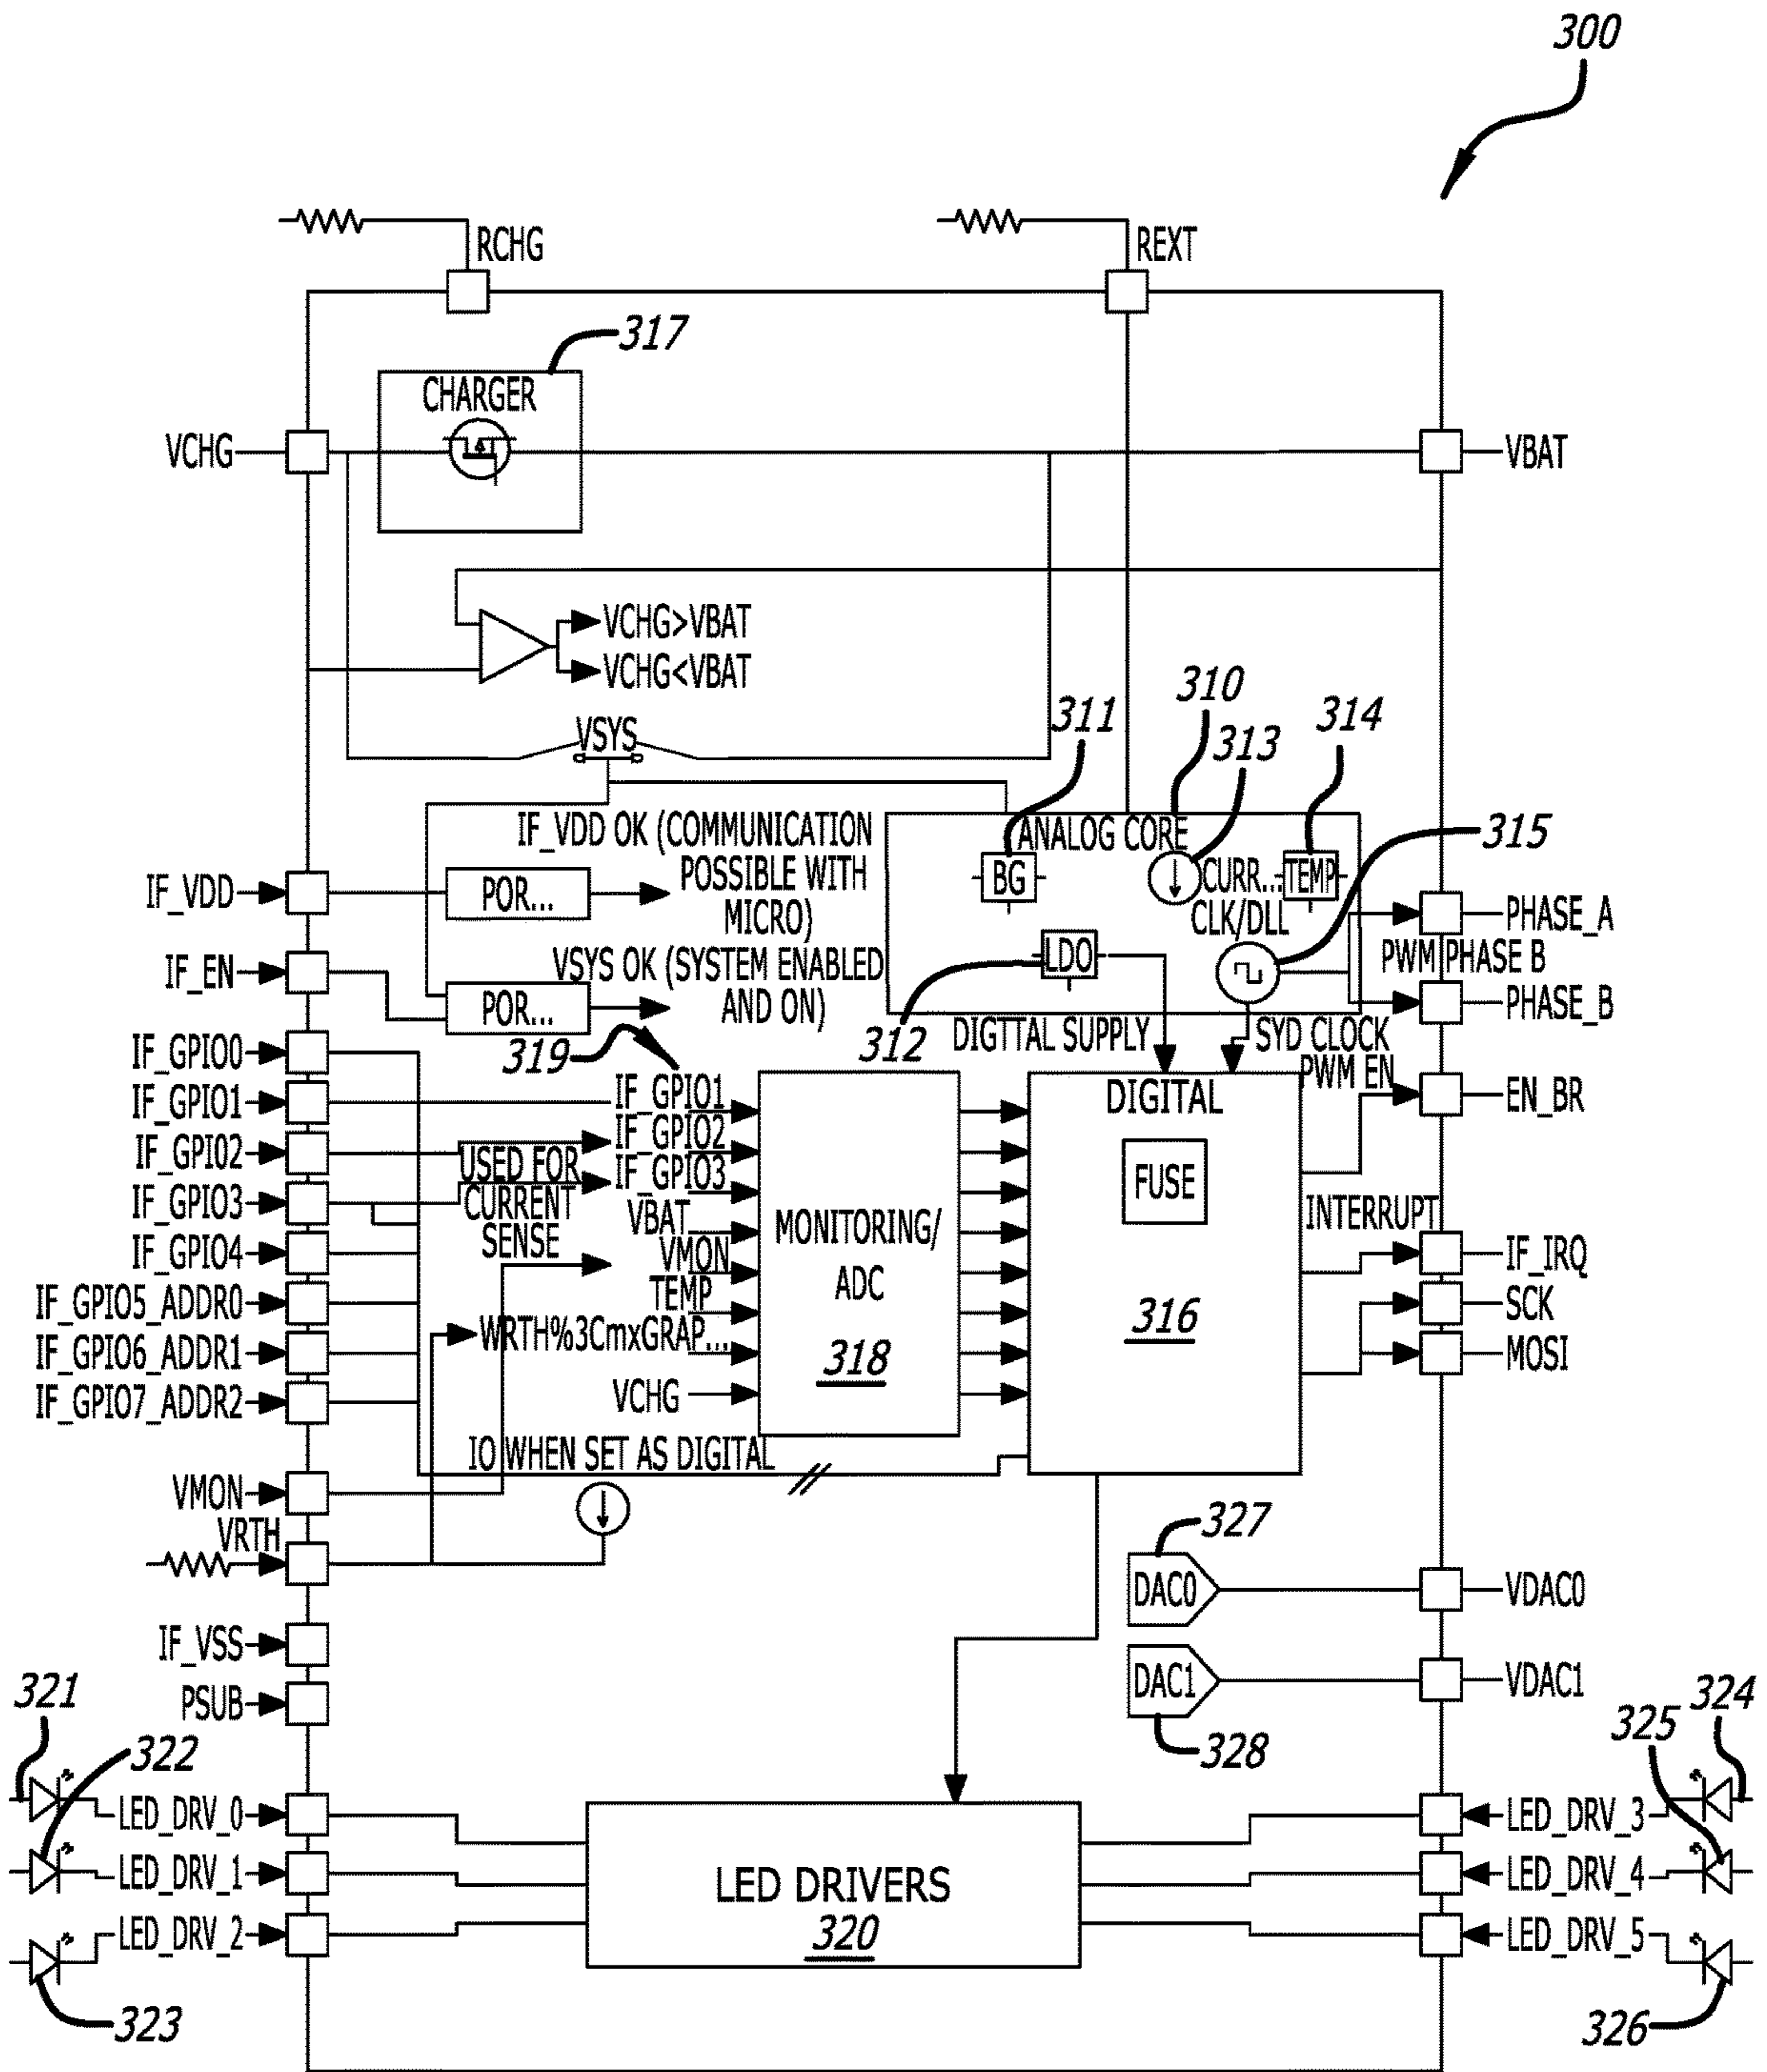 300
RCHG
REXT
317
CHARGER
VCHG
VBAT
VCHG>VBAT
VCHG<VBAT
VSYS
310
311
313
314
315
IF_VDD OK (COMMUNICATION
POSSIBLE WITH
MICRO)
ANALOG CORE
BG
CURR...
TEMP
CLK/DLL
IF_VDD
POR...
PHASE_A
PWM PHASE B
PHASE_B
IF_EN
VSYS OK (SYSTEM ENABLED
AND ON)
POR...
LDO
312
319
DIGTTAL SUPPLY
SYD CLOCK
PWM EN
EN_BR
IF_GPIO0
IF_GPIO1
IF_GPIO2
IF_GPIO3
IF_GPIO4
IF_GPIO5_ADDR0
IF_GPIO6_ADDR1
IF_GPIO7_ADDR2
USED FOR
CURRENT
SENSE
IF_GPIO1
IF_GPIO2
IF_GPIO3
VBAT
VMON
TEMP
WRTH%3CmxGRAP...
VCHG
MONITORING/
ADC
318
DIGITAL
FUSE
316
INTERRUPT
IF_IRQ
SCK
MOSI
IO WHEN SET AS DIGITAL
VMON
VRTH
IF_VSS
PSUB
327
DAC0
VDAC0
DAC1
VDAC1
328
321
322
323
LED_DRV_0
LED_DRV_1
LED_DRV_2
LED DRIVERS
320
LED_DRV_3
LED_DRV_4
LED_DRV_5
324
325
326